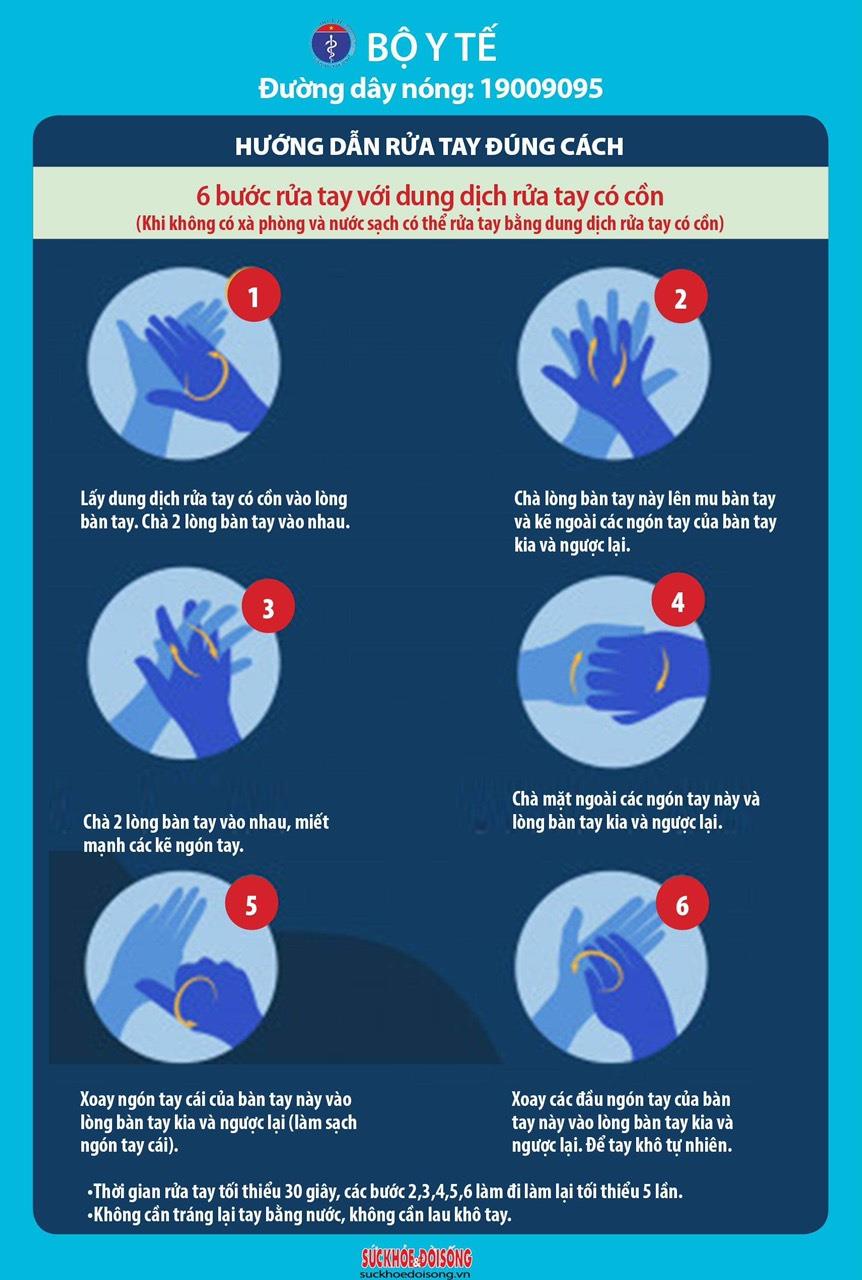 BỘ Y TẾ
Đường dây nóng: 19009095
HƯỚNG DẪN RỬA TAY ĐÚNG CÁCH
6 bước rửa tay với dung dịch rửa tay có cồn
(Khi không có xà phòng và nước sạch có thể rửa tay bằng dung dịch rửa tay có cồn)
1
Lấy dung dịch rửa tay có cồn vào lòng
bàn tay. Chà 2 lòng bàn tay vào nhau.
2
Chà lòng bàn tay này lên mu bàn tay
và kẽ ngoài các ngón tay của bàn tay
kia và ngược lại.
3
Chà 2 lòng bàn tay vào nhau, miết
mạnh các kẽ ngón tay.
4
Chà mặt ngoài các ngón tay này và
lòng bàn tay kia và ngược lại.
5
Xoay ngón tay cái của bàn tay này vào
lòng bàn tay kia và ngược lại (làm sạch
ngón tay cái).
6
Xoay các đầu ngón tay của bàn
tay này vào lòng bàn tay kia và
ngược lại. Để tay khô tự nhiên.
•Thời gian rửa tay tối thiểu 30 giây, các bước 2,3,4,5,6 làm đi làm lại tối thiểu 5 lần.
•Không cần tráng lại tay bằng nước, không cần lau khô tay.
SỨC KHỎE & ĐỜI SỐNG
suckhoedoisong.vn